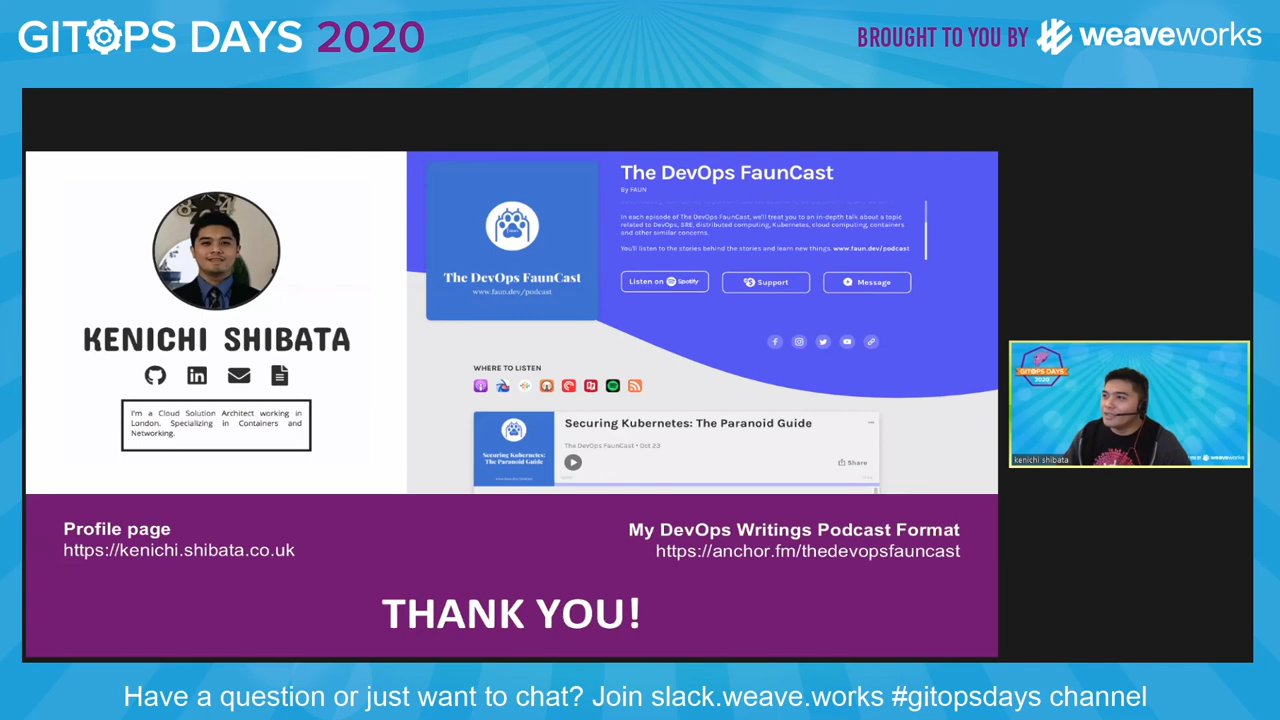 GITOPS DAYS 2020
BROUGHT TO YOU BY weaveworks
KENICHI SHIBATA
I'm a Cloud Solution Architect working in
London. Specializing in Containers and
Networking.
The DevOps FaunCast
www.faun.dev/podcast
The DevOps FaunCast
By FAUN
In each episode of The DevOps FaunCast, we'll treat you to an in-depth talk about a topic
related to DevOps, SRE, distributed computing, Kubernetes, cloud computing, containers
and other similar concerns.
You'll listen to the stories behind the stories and learn new things. www.faun.dev/podcast
Listen on Spotify
Support
Message
WHERE TO LISTEN
Securing Kubernetes:
The Paranoid Guide
Securing Kubernetes: The Paranoid Guide
The DevOps FaunCast • Oct 23
Share
GITOPS DAYS
2020
kenichi shibata
weaveworks
Profile page
https://kenichi.shibata.co.uk
My DevOps Writings Podcast Format
https://anchor.fm/thedevopsfauncast
THANK YOU!
Have a question or just want to chat? Join slack.weave.works #gitopsdays channel